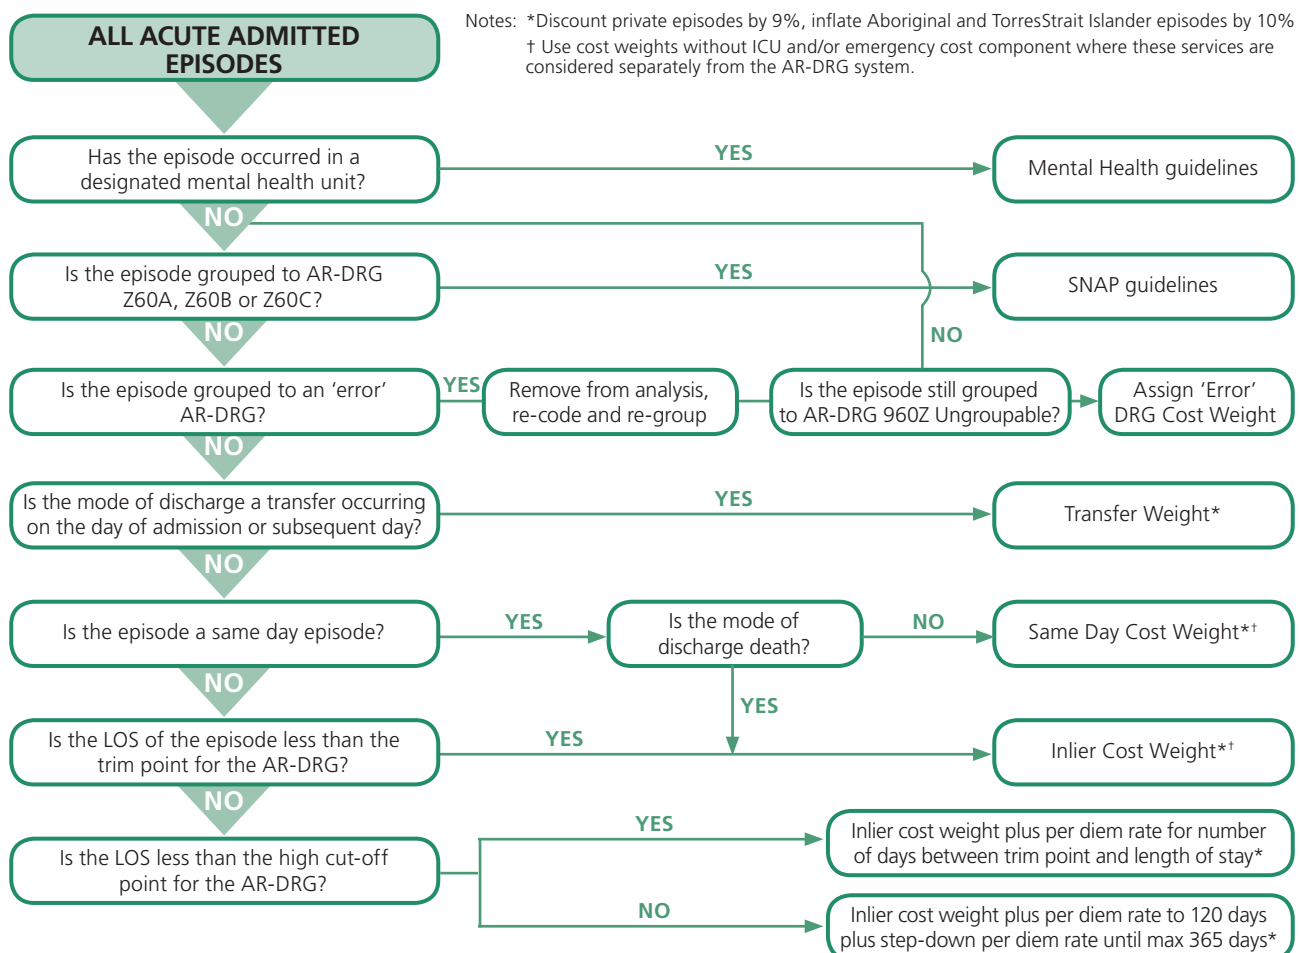 ALL ACUTE ADMITTED
EPISODES
Notes: *Discount private episodes by 9%, inflate Aboriginal and TorresStrait Islander episodes by 10%
† Use cost weights without ICU and/or emergency cost component where these services are
considered separately from the AR-DRG system.
Has the episode occurred in a
designated mental health unit?
YES
Mental Health guidelines
NO
Is the episode grouped to AR-DRG
Z60A, Z60B or Z60C?
YES
SNAP guidelines
NO
NO
Is the episode grouped to an ‘error’
AR-DRG?
YES
Remove from analysis,
re-code and re-group
Is the episode still grouped
to AR-DRG 960Z Ungroupable?
Assign ‘Error’
DRG Cost Weight
NO
Is the mode of discharge a transfer occurring
on the day of admission or subsequent day?
YES
Transfer Weight*
NO
Is the episode a same day episode?
YES
Is the mode of
discharge death?
NO
Same Day Cost Weight*†
NO
YES
Is the LOS of the episode less than the
trim point for the AR-DRG?
YES
Inlier Cost Weight*†
NO
Is the LOS less than the high cut-off
point for the AR-DRG?
YES
Inlier cost weight plus per diem rate for number
of days between trim point and length of stay*
NO
Inlier cost weight plus per diem rate to 120 days
plus step-down per diem rate until max 365 days*